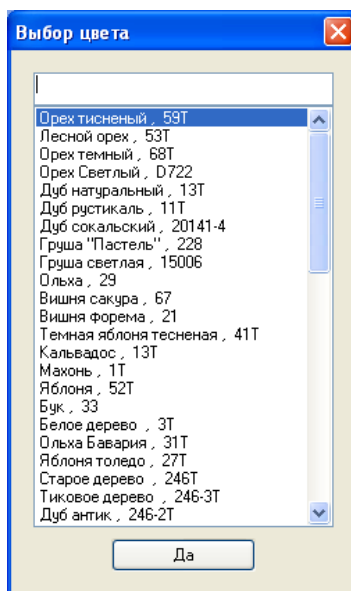 Выбор цвета
Орех тисненый , 59Т
Лесной орех , 53Т
Орех темный , 68Т
Орех Светлый , D722
Дуб натуральный , 13Т
Дуб рустикаль , 11Т
Дуб сокальский , 20141-4
Груша "Пастель" , 228
Груша светлая , 15006
Ольха , 29
Вишня сакура , 67
Вишня форема , 21
Темная яблоня тесненая , 41Т
Кальвадос , 13Т
Махонь , 1Т
Яблоня , 52Т
Бук , 33
Белое дерево , 3Т
Ольха Бавария , 31Т
Яблоня толедо , 27Т
Старое дерево , 246Т
Тиковое дерево , 246-3Т
Дуб антик , 246-2Т
Да